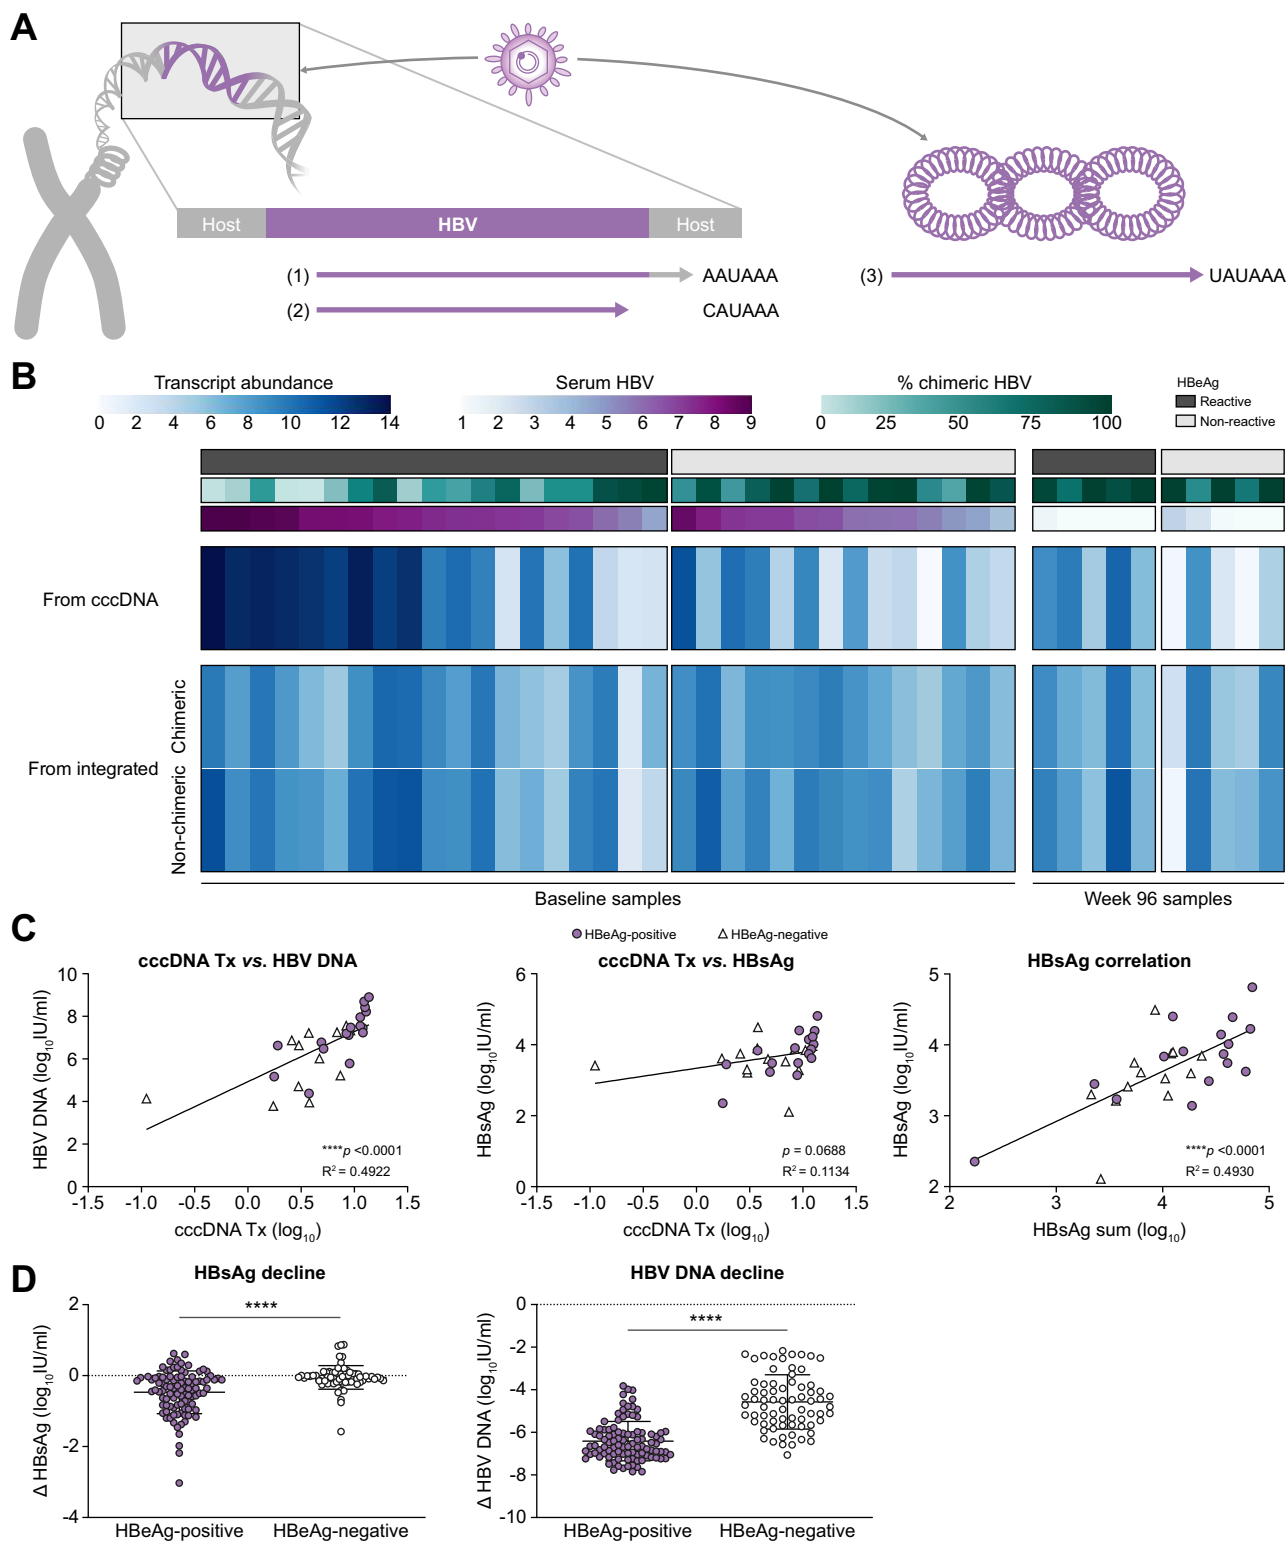 A
Host HBV Host
(1) AAUAAA
(2) CAUAAA
(3) UAUAAA
B
Transcript abundance
0 2 4 6 8 10 12 14
Serum HBV
1 2 3 4 5 6 7 8 9
% chimeric HBV
0 25 50 75 100
HBeAg
Reactive
Non-reactive
From cccDNA
From integrated
Chimeric
Non-chimeric
Baseline samples
Week 96 samples
C
HBeAg-positive HBeAg-negative
cccDNA Tx vs. HBV DNA
HBV DNA (log10IU/ml)
10
8
6
4
2
0
****p <0.0001
R2 = 0.4922
-1.5 -1.0 -0.5 0.0 0.5 1.0 1.5
cccDNA Tx (log10)
cccDNA Tx vs. HBsAg
HBsAg (log10IU/ml)
6
4
2
0
p = 0.0688
R2 = 0.1134
-1.5 -1.0 -0.5 0.0 0.5 1.0 1.5
cccDNA Tx (log10)
HBsAg correlation
HBsAg (log10IU/ml)
5
4
3
2
****p <0.0001
R2 = 0.4930
2 3 4 5
HBsAg sum (log10)
D
HBsAg decline
Δ HBsAg (log10IU/ml)
2
0
-2
-4
****
HBeAg-positive HBeAg-negative
HBV DNA decline
Δ HBV DNA (log10IU/ml)
0
-2
-4
-6
-8
-10
****
HBeAg-positive HBeAg-negative